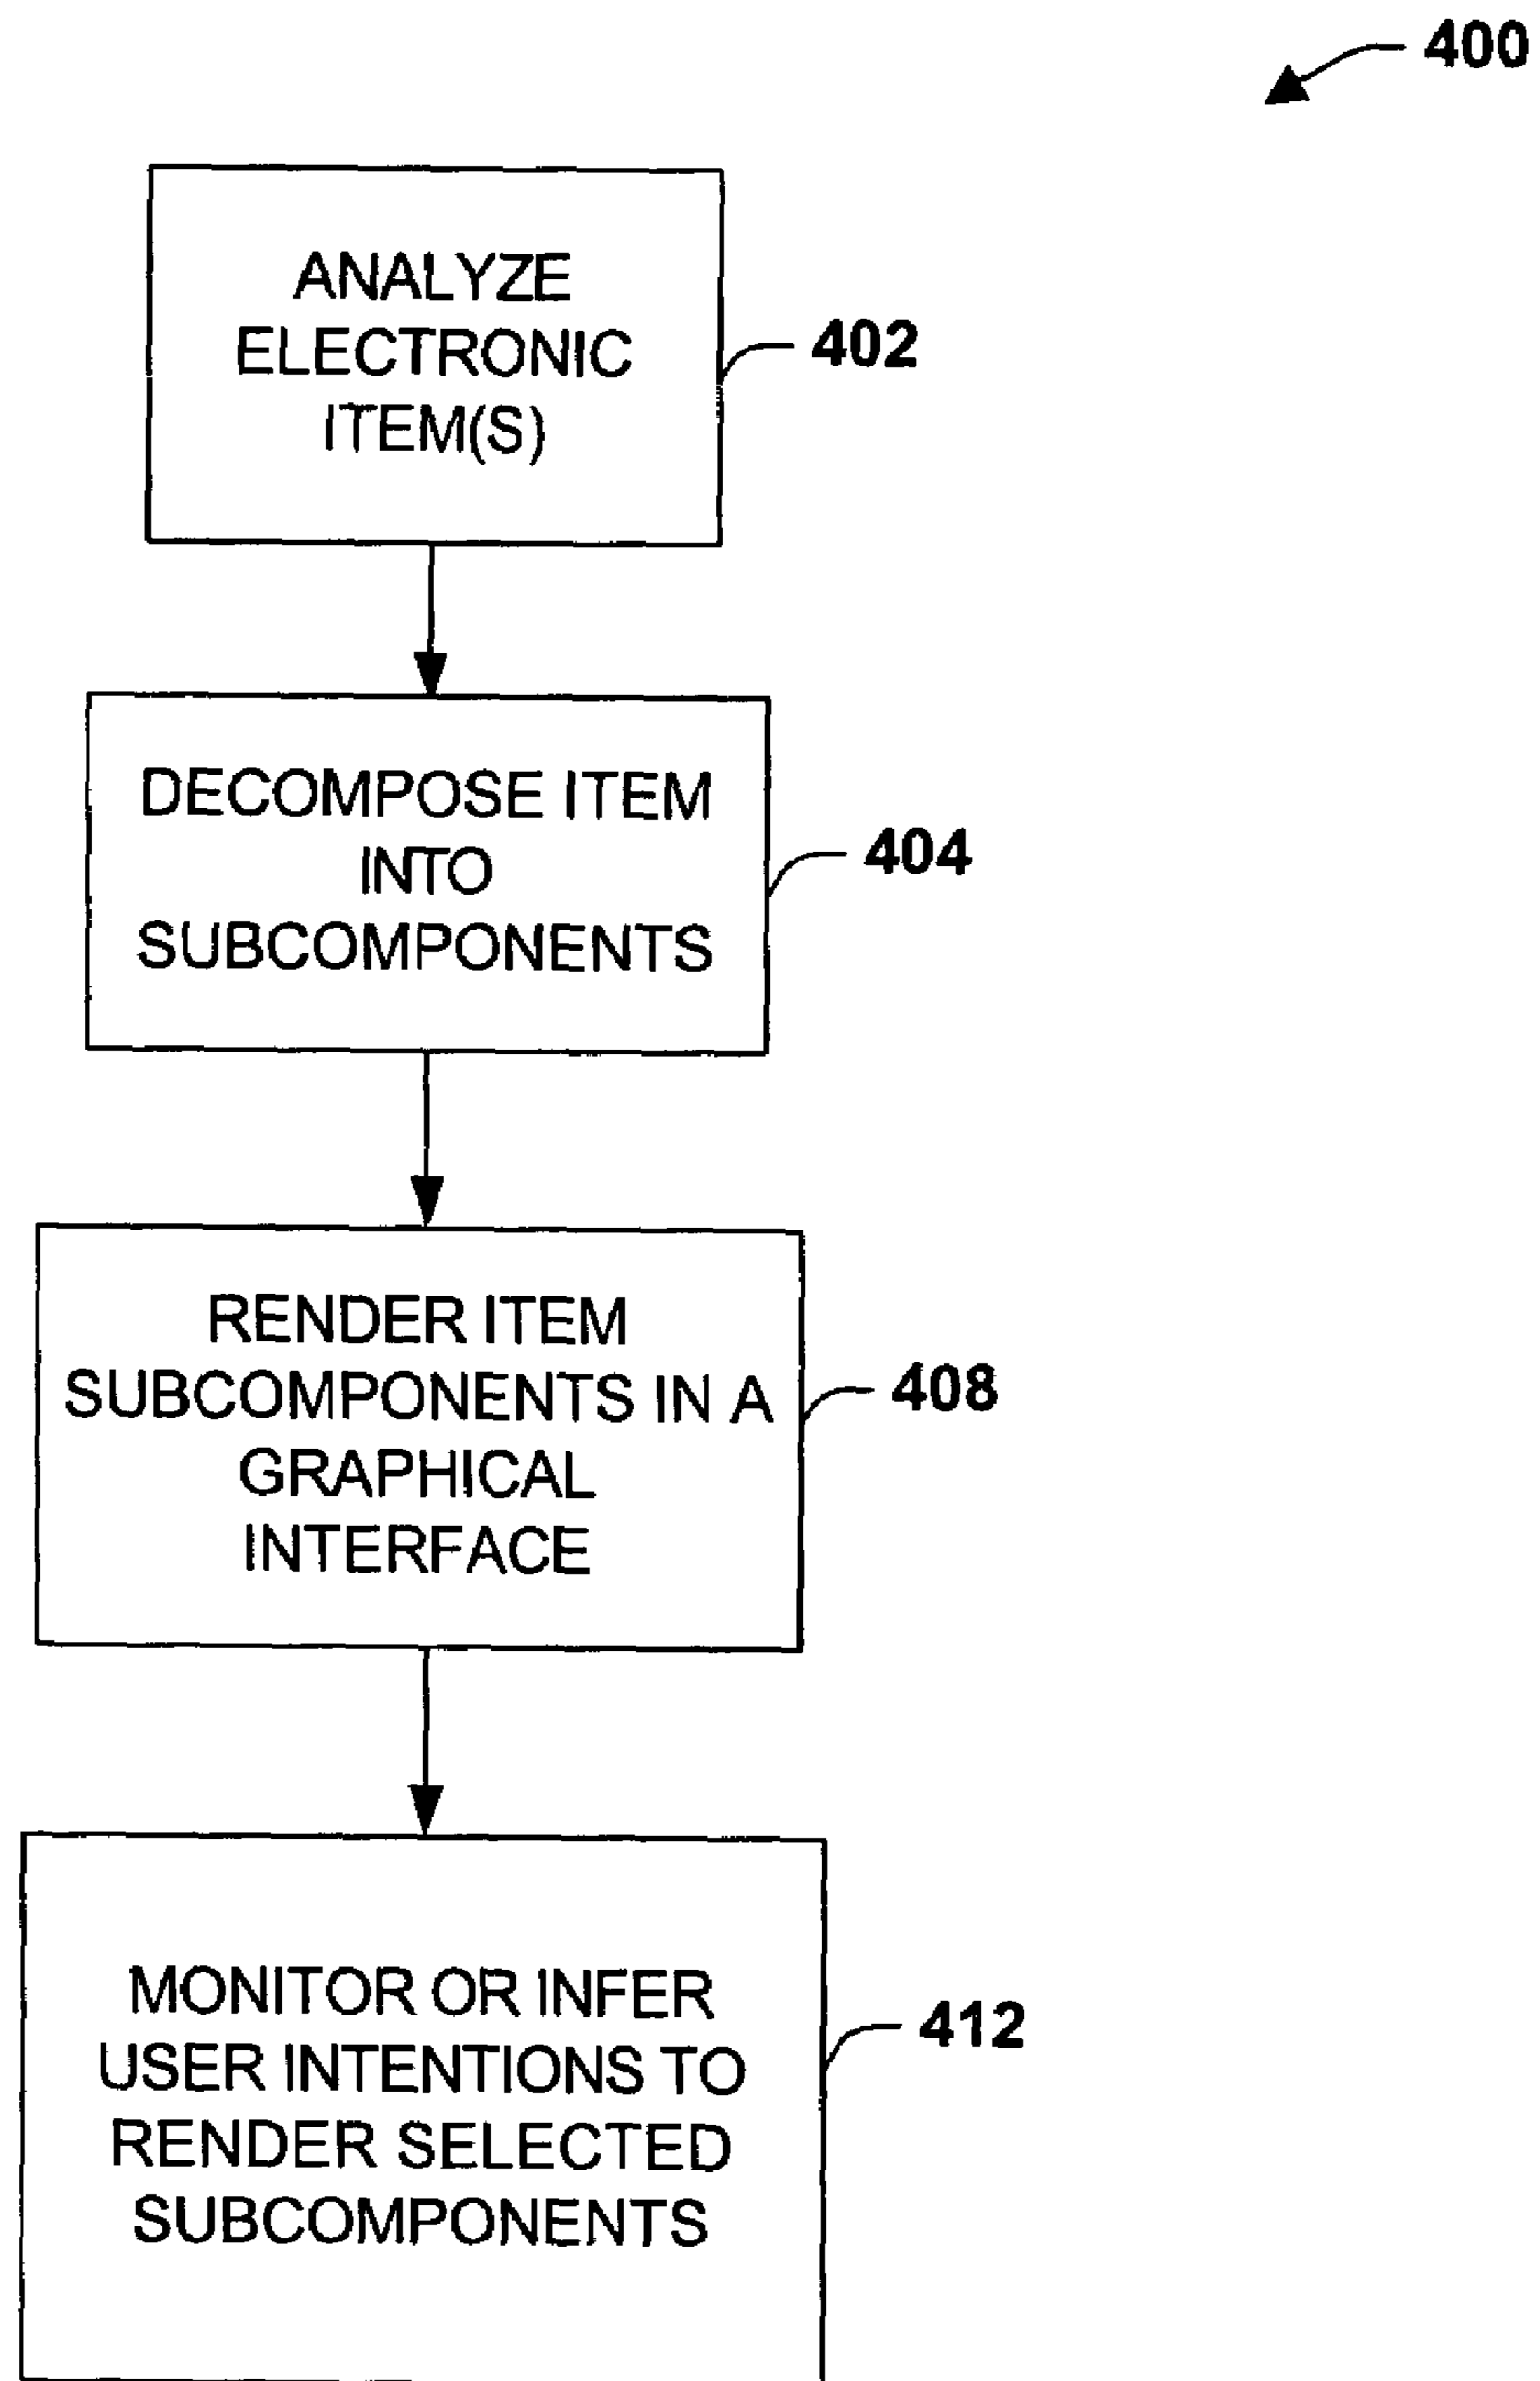 400
ANALYZE
ELECTRONIC
ITEM(S)
402
DECOMPOSE ITEM
INTO
SUBCOMPONENTS
404
RENDER ITEM
SUBCOMPONENTS IN A
GRAPHICAL
INTERFACE
408
MONITOR OR INFER
USER INTENTIONS TO
RENDER SELECTED
SUBCOMPONENTS
412